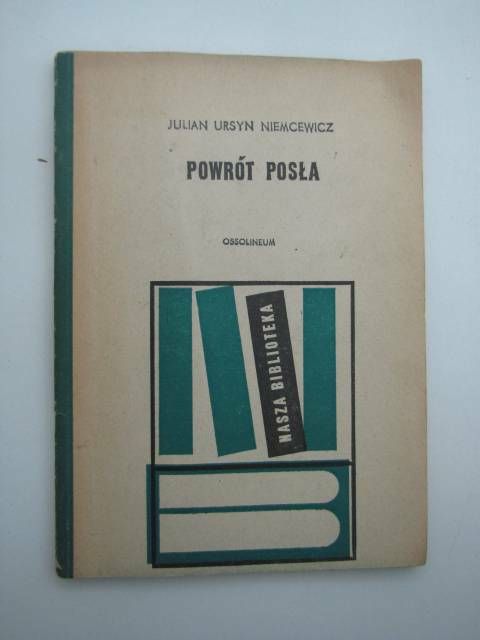 JULIAN URSYN NIEMCEWICZ
POWRÓT POSŁA
OSSOLINEUM
NASZA BIBLIOTEKA